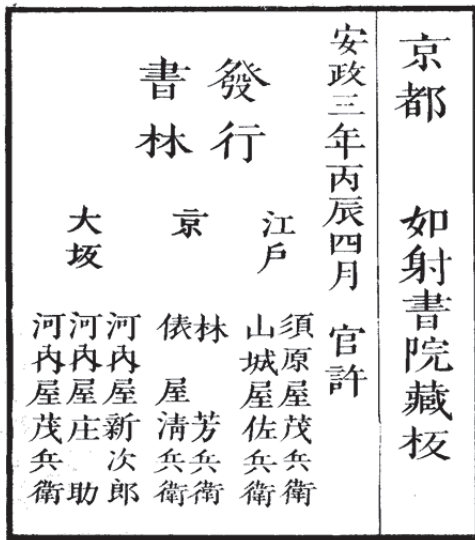 京都 如射書院藏板
安政三年丙辰四月 官許
發行
書林
江戶
須原屋茂兵衛
山城屋佐兵衛
京
林 芳兵衛
俵屋淸兵衛
大坂
河內屋新次郎
河內屋庄助
河內屋茂兵衛